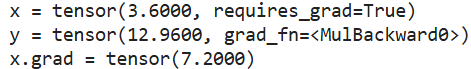 x = tensor(3.6000, requires_grad=True)
y = tensor(12.9600, grad_fn=<MulBackward0>)
x.grad = tensor(7.2000)